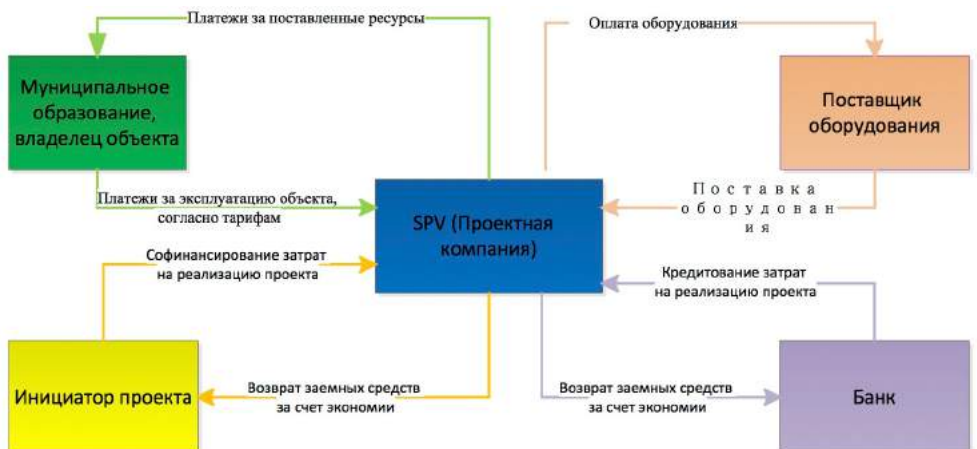 Платежи за поставленные ресурсы
Оплата оборудования
Муниципальное
образование,
владелец объекта
Поставщик
оборудования
Платежи за эксплуатацию объекта,
согласно тарифам
SPV (Проектная
компания)
Поставка
оборудован
ия
Софинансирование затрат
на реализацию проекта
Кредитование затрат
на реализацию проекта
Инициатор проекта
Возврат заемных средств
за счет экономии
Возврат заемных средств
за счет экономии
Банк